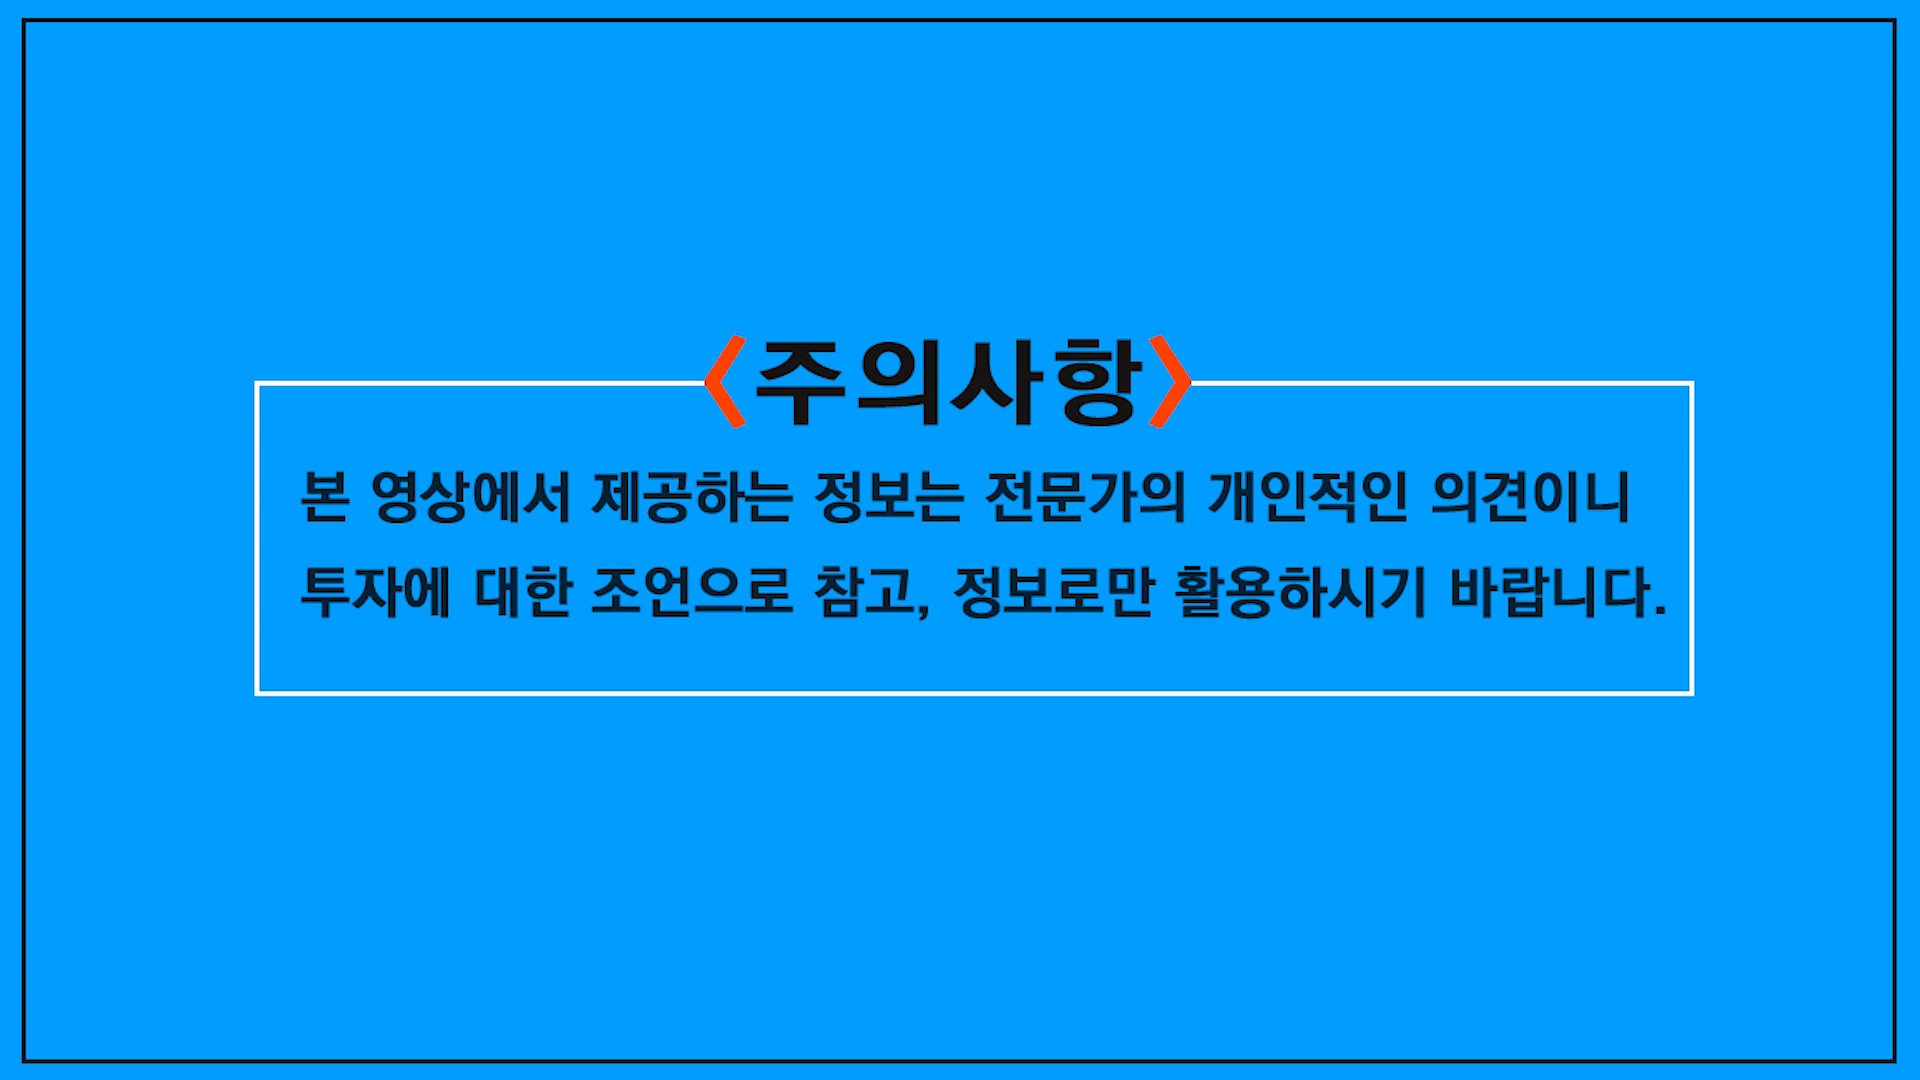 〈주의사항〉
본 영상에서 제공하는 정보는 전문가의 개인적인 의견이니
투자에 대한 조언으로 참고, 정보로만 활용하시기 바랍니다.